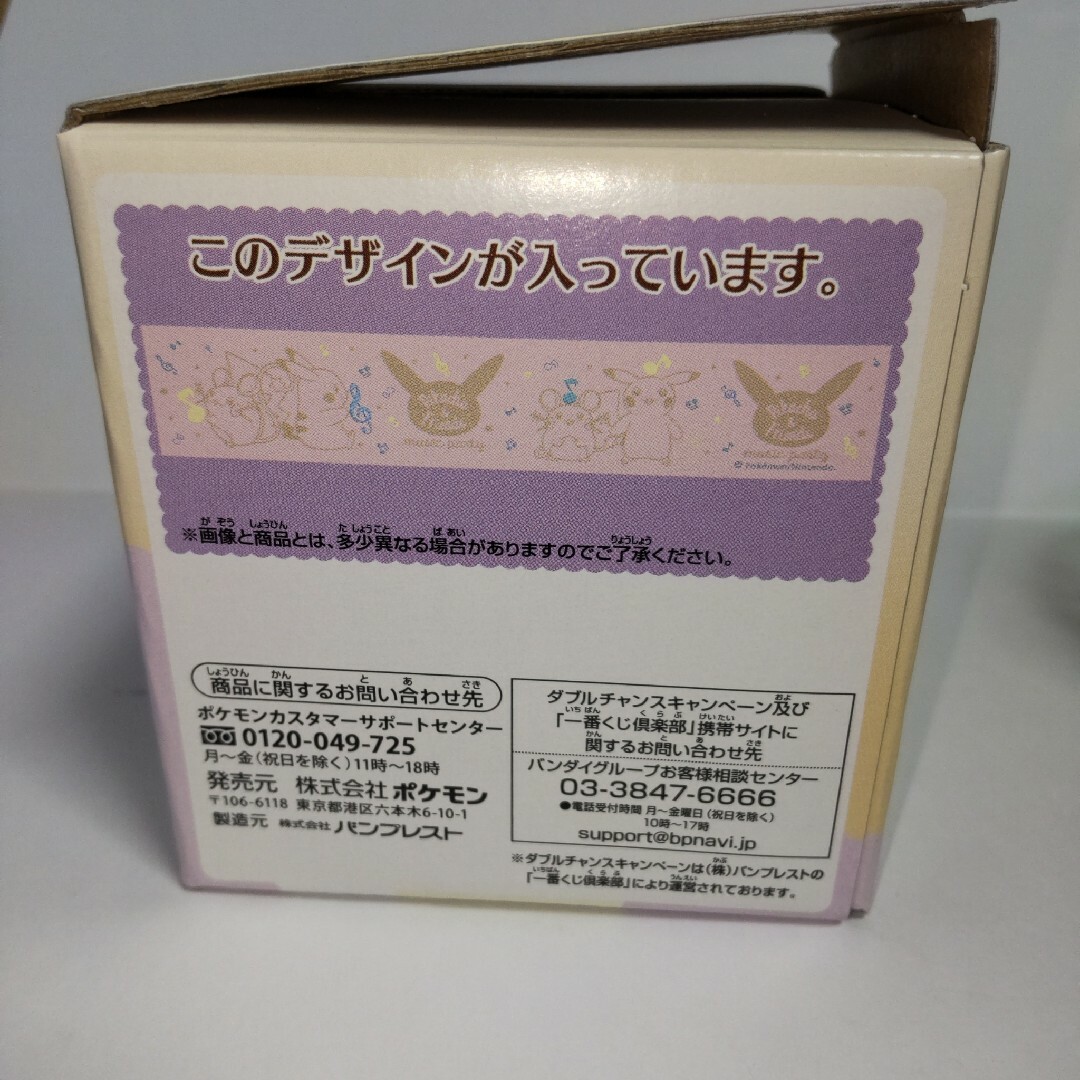 このデザインが入っています。
Pikachu
music party
Pikachu
music party
© Pokémon/Nintendo.
※画像と商品とは、多少異なる場合がありますのでご了承ください。
商品に関するお問い合わせ先
ポケモンカスタマーサポートセンター
0120-049-725
月～金(祝日を除く)11時～18時
発売元 株式会社ポケモン
〒106-6118 東京都港区六本木6-10-1
製造元 株式会社バンプレスト
ダブルチャンスキャンペーン及び
「一番くじ倶楽部」携帯サイトに
関するお問い合わせ先
バンダイグループお客様相談センター
03-3847-6666
●電話受付時間 月～金曜日(祝日を除く)
10時～17時
support@bpnavi.jp
※ダブルチャンスキャンペーンは(株)バンプレストの
「一番くじ倶楽部」により運営されております。